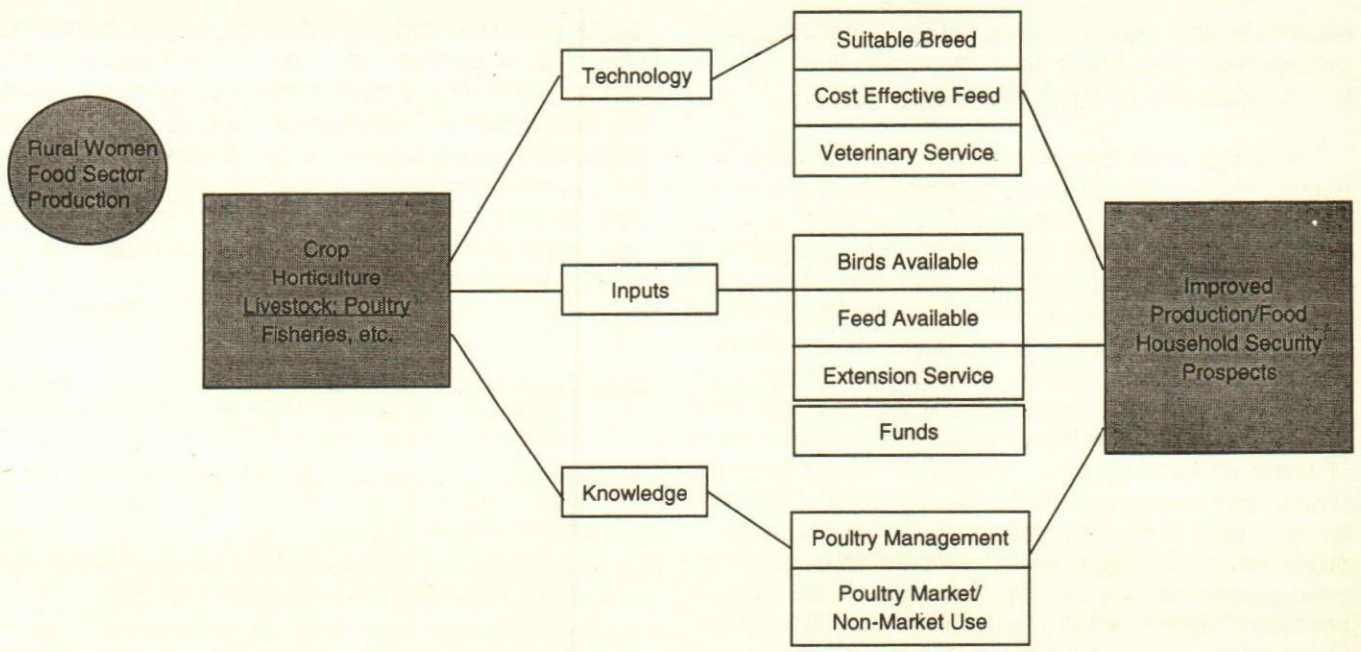 Rural Women
Food Sector
Production
Crop
Horticulture
Livestock; Poultry
Fisheries, etc.
Technology
Inputs
Knowledge
Suitable Breed
Cost Effective Feed
Veterinary Service
Birds Available
Feed Available
Extension Service
Funds
Poultry Management
Poultry Market/
Non-Market Use
Improved
Production/Food
Household Security
Prospects